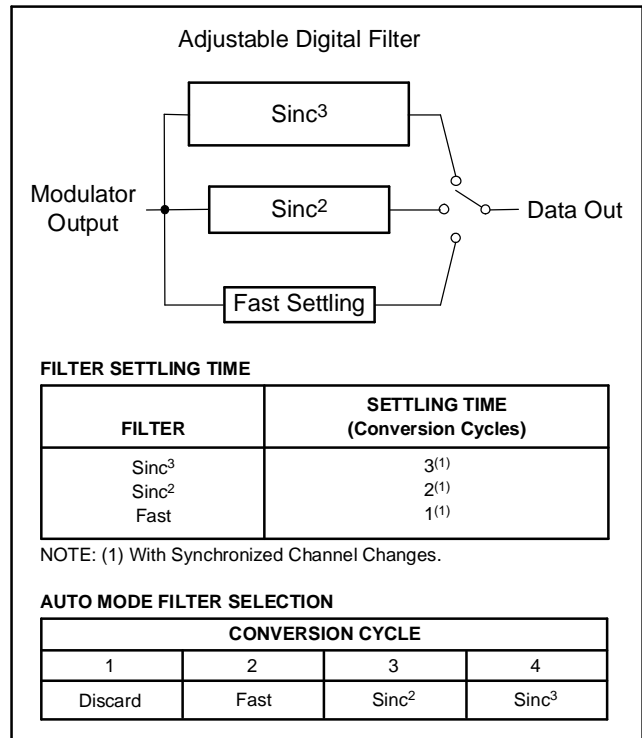 Adjustable Digital Filter
Sinc3
Modulator
Output
Sinc2
Data Out
Fast Settling
FILTER SETTLING TIME
FILTER
SETTLING TIME
(Conversion Cycles)
Sinc3
3(1)
Sinc2
2(1)
Fast
1(1)
NOTE: (1) With Synchronized Channel Changes.
AUTO MODE FILTER SELECTION
CONVERSION CYCLE
1 2 3 4
Discard Fast Sinc2 Sinc3